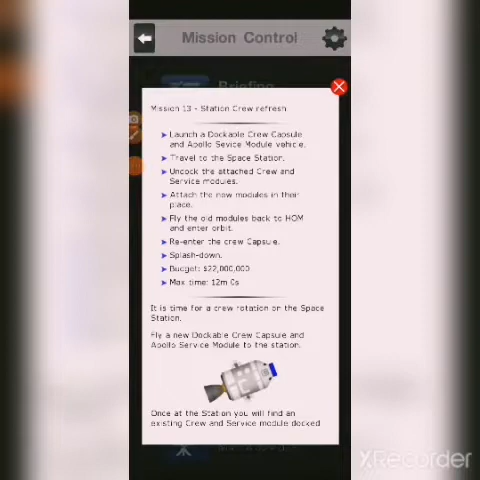 Mission Control
Briefing
Mission 13 - Station Crew refresh
Launch a Dockable Crew Capsule
and Apollo Sevice Module vehicle.
Travel to the Space Station.
Undock the attached Crew and
Service modules.
Attach the new modules in their
place.
Fly the old modules back to HOM
and enter orbit.
Re-enter the crew Capsule.
Splash-down.
Budget: $22,000,000
Max time: 12m 0s
It is time for a crew rotation on the Space
Station.
Fly a new Dockable Crew Capsule and
Apollo Service Module to the station.
Once at the Station you will find an
existing Crew and Service module docked
XRecorder